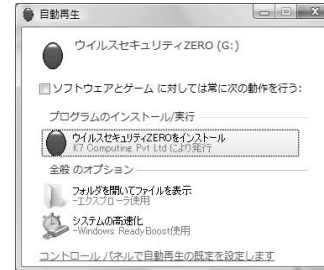 自動再生
ウイルスセキュリティZERO (G:)
ソフトウェアとゲーム に対しては常に次の動作を行う:
プログラムのインストール/実行
ウイルスセキュリティZEROをインストール
K7 Computing Pvt Ltd により発行
全般 のオプション
フォルダを開いてファイルを表示
-エクスプローラ使用
システムの高速化
-Windows ReadyBoost使用
コントロール パネルで自動再生の既定を設定します